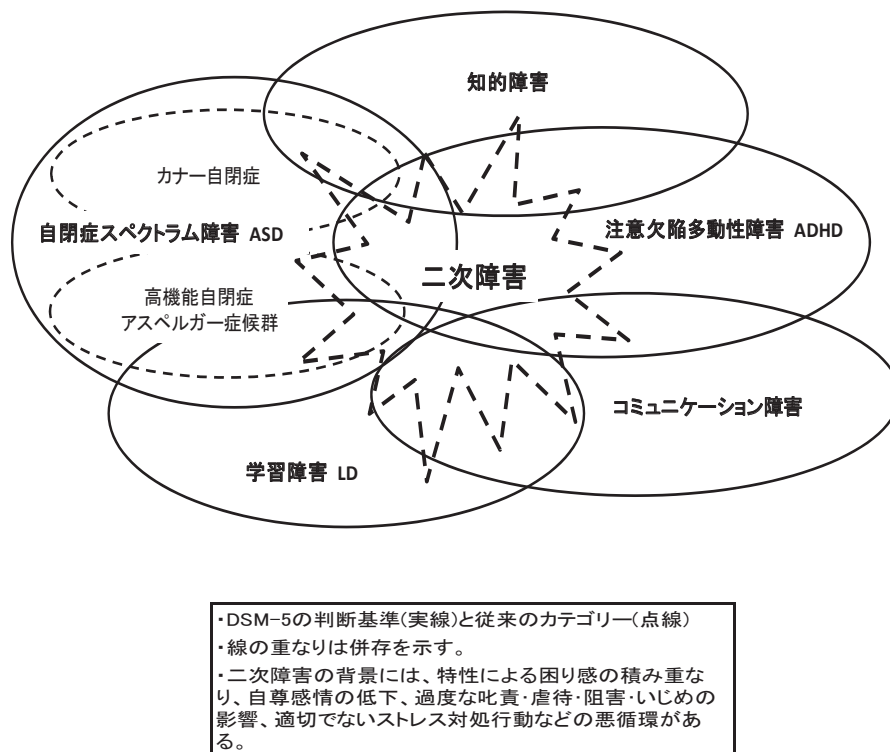 知的障害
カナー自閉症
自閉症スペクトラム障害 ASD
注意欠陥多動性障害 ADHD
二次障害
高機能自閉症
アスペルガー症候群
コミュニケーション障害
学習障害 LD
・DSM-5の判断基準(実線)と従来のカテゴリー(点線)
・線の重なりは併存を示す。
・二次障害の背景には、特性による困り感の積み重な
り、自尊感情の低下、過度な叱責・虐待・阻害・いじめの
影響、適切でないストレス対処行動などの悪循環があ
る。